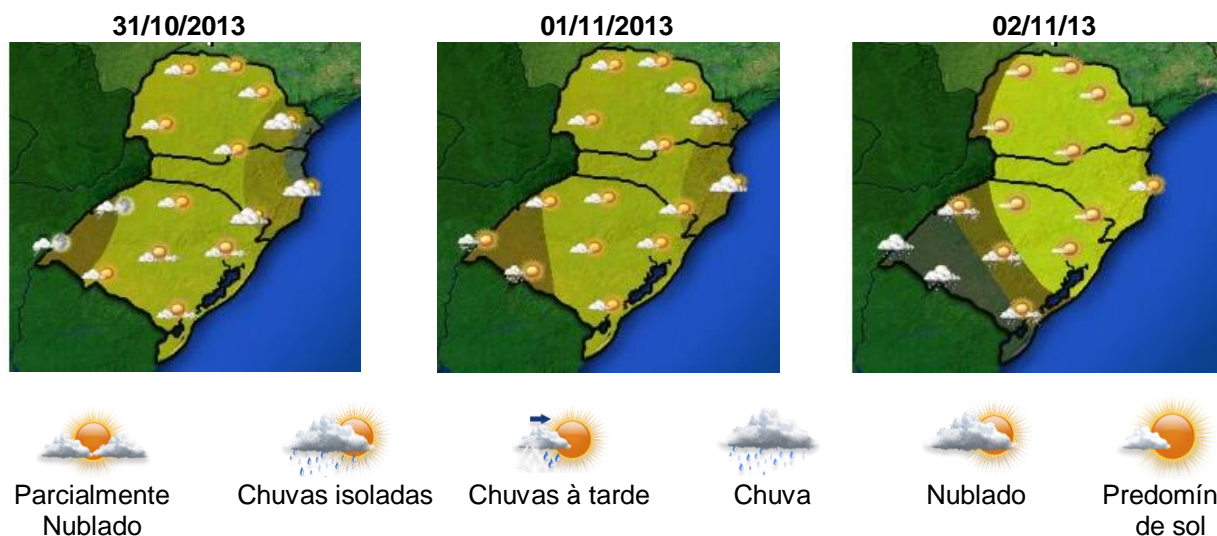 31/10/2013
01/11/2013
02/11/13
Parcialmente
Nublado
Chuvas isoladas
Chuvas à tarde
Chuva
Nublado
Predomín
de sol